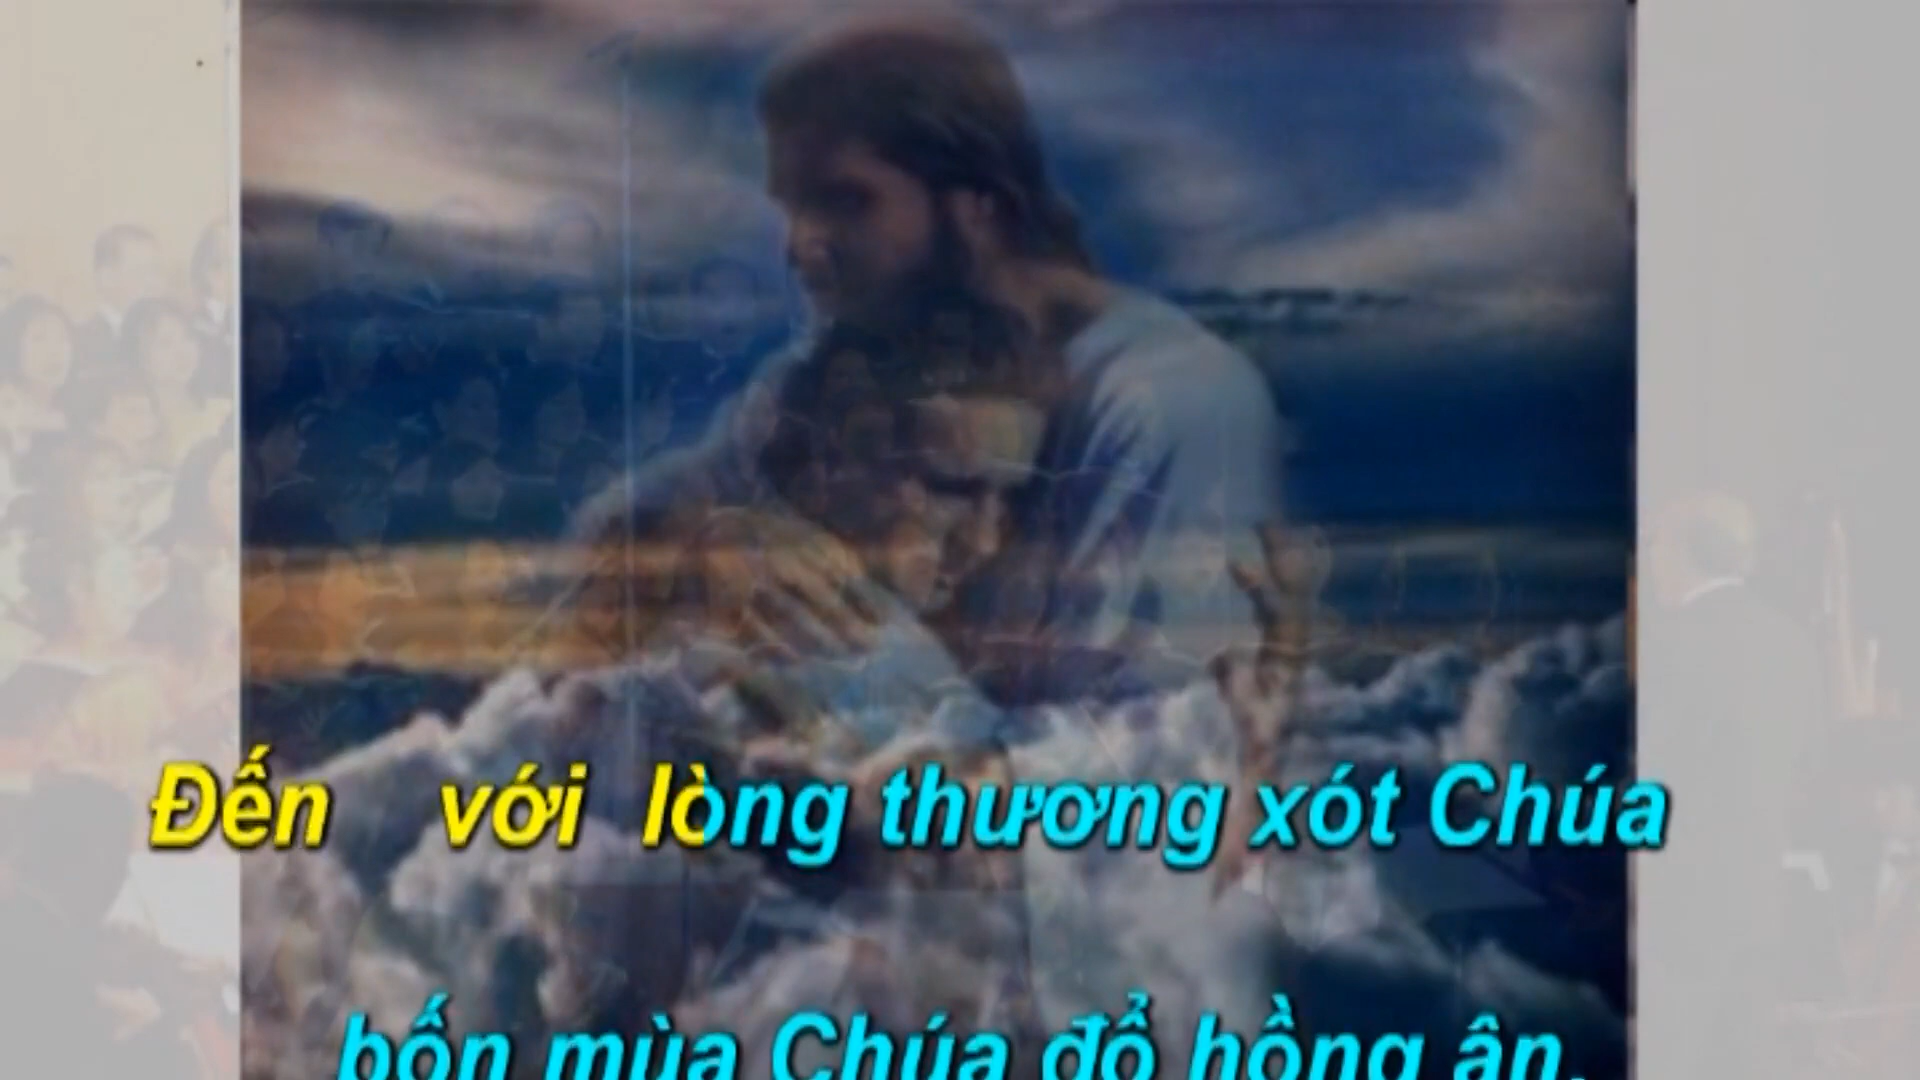 Đến với lòng thương xót Chúa
bốn mùa Chúa đổ hồng ân.